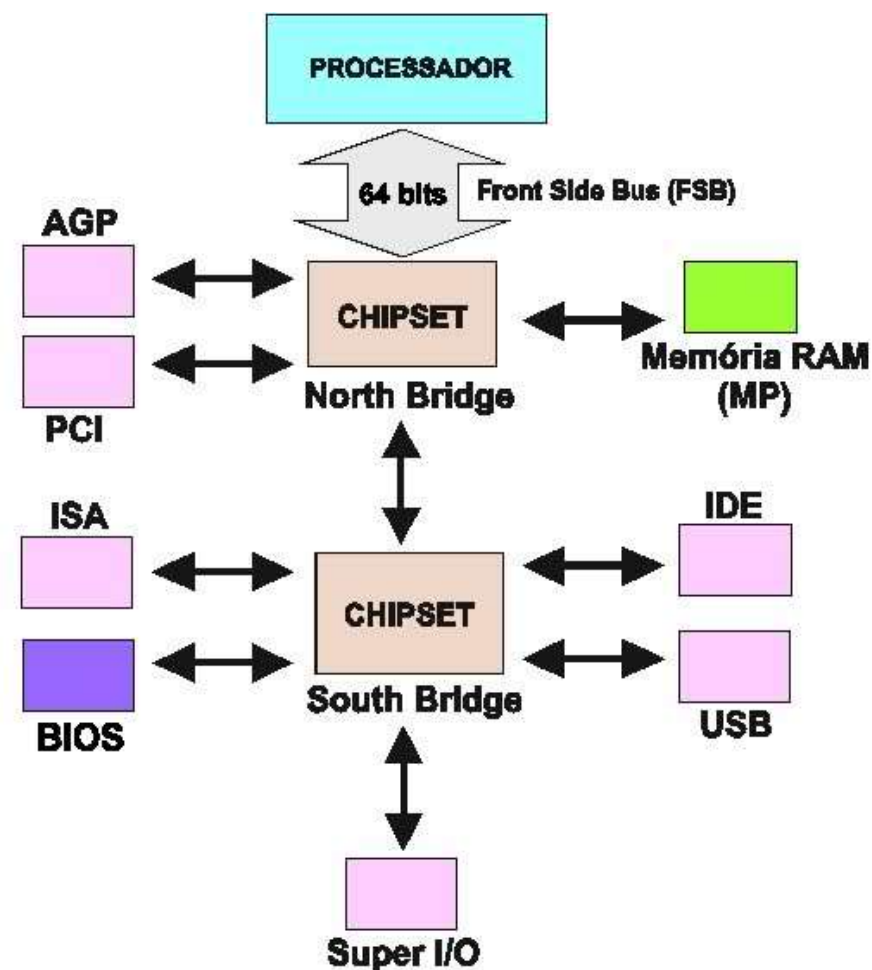 PROCESSADOR
64 bits
Front Side Bus (FSB)
AGP
CHIPSET
North Bridge
Memória RAM
(MP)
PCI
ISA
IDE
CHIPSET
South Bridge
BIOS
USB
Super I/O